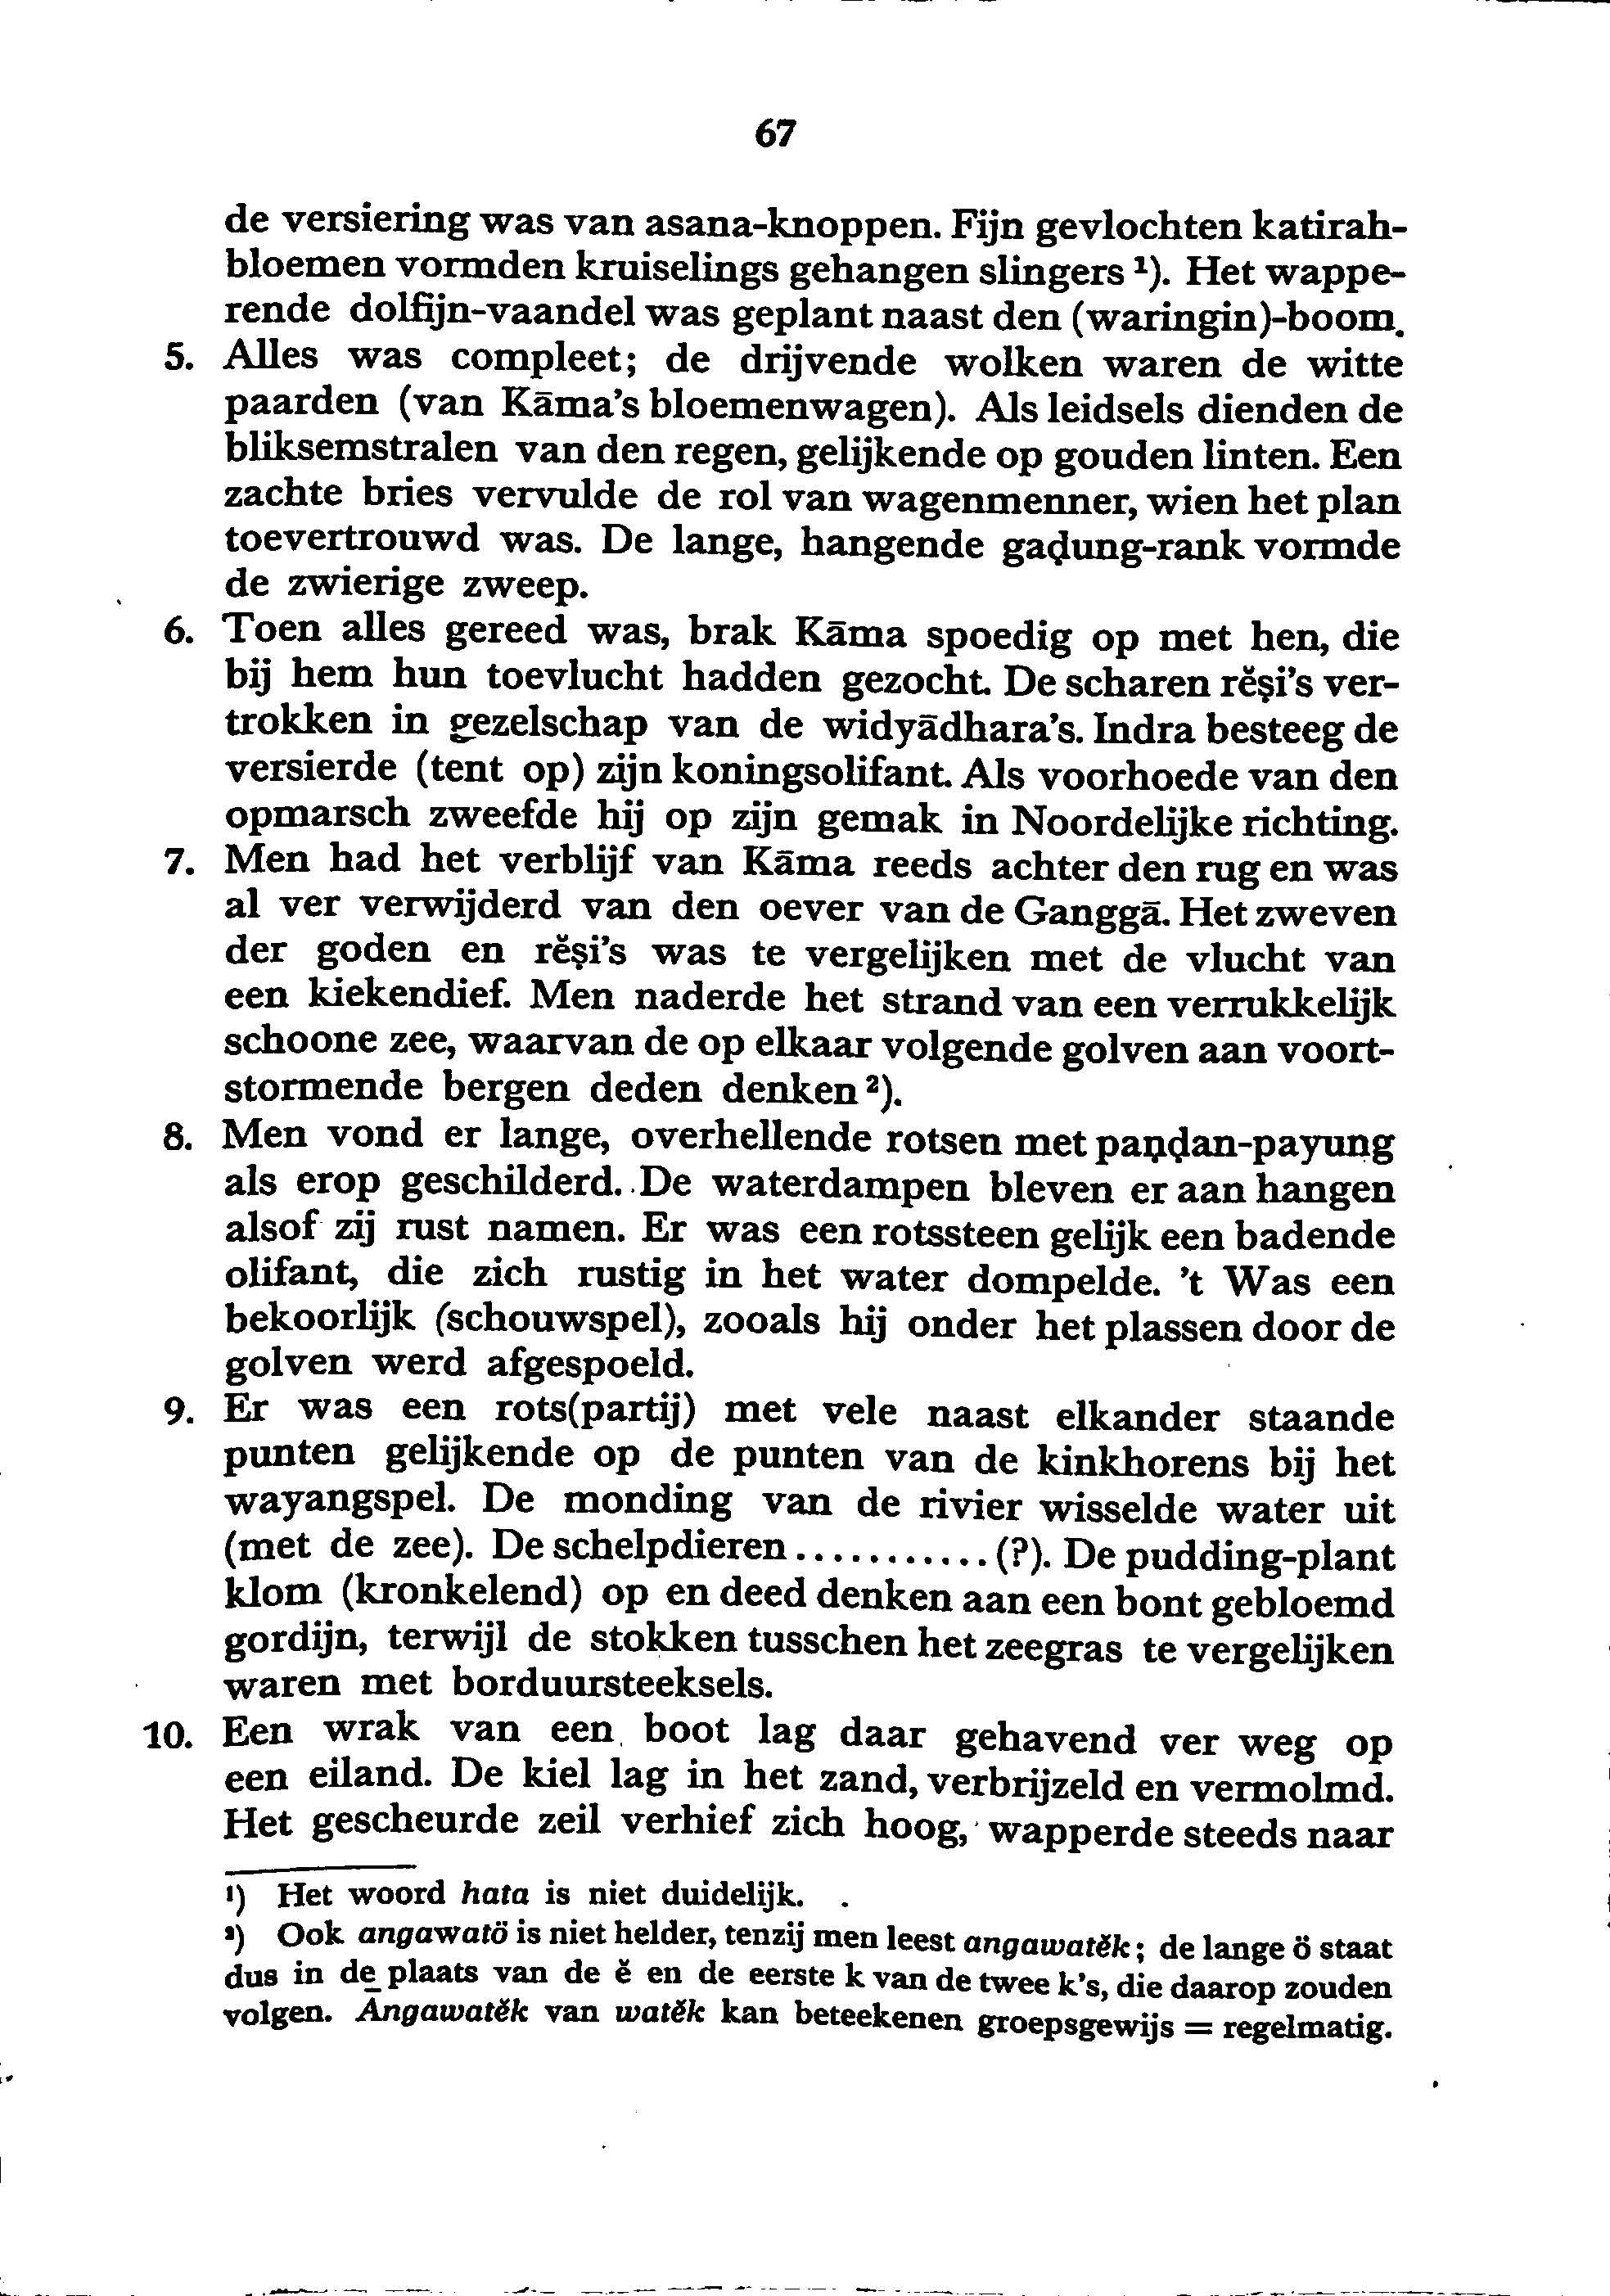 67
de versiering was van asana-knoppen. Fijn gevlochten katirah-
bloemen vormden kruiselings gehangen slingers ¹). Het wappe-
rende dolfijn-vaandel was geplant naast den (waringin)-boom.
5. Alles was compleet; de drijvende wolken waren de witte
paarden (van Kāma's bloemenwagen). Als leidsels dienden de
bliksemstralen van den regen, gelijkende op gouden linten. Een
zachte bries vervulde de rol van wagenmenner, wien het plan
toevertrouwd was. De lange, hangende gaḍung-rank vormde
de zwierige zweep.
6. Toen alles gereed was, brak Kāma spoedig op met hen, die
bij hem hun toevlucht hadden gezocht. De scharen rĕṣi's ver-
trokken in gezelschap van de widyādhara's. Indra besteeg de
versierde (tent op) zijn koningsolifant. Als voorhoede van den
opmarsch zweefde hij op zijn gemak in Noordelijke richting.
7. Men had het verblijf van Kāma reeds achter den rug en was
al ver verwijderd van den oever van de Ganggā. Het zweven
der goden en rĕṣi's was te vergelijken met de vlucht van
een kiekendief. Men naderde het strand van een verrukkelijk
schoone zee, waarvan de op elkaar volgende golven aan voort-
stormende bergen deden denken ²).
8. Men vond er lange, overhellende rotsen met paṇḍan-payung
als erop geschilderd. De waterdampen bleven er aan hangen
alsof zij rust namen. Er was een rotssteen gelijk een badende
olifant, die zich rustig in het water dompelde. 't Was een
bekoorlijk (schouwspel), zooals hij onder het plassen door de
golven werd afgespoeld.
9. Er was een rots(partij) met vele naast elkander staande
punten gelijkende op de punten van de kinkhorens bij het
wayangspel. De monding van de rivier wisselde water uit
(met de zee). De schelpdieren ........... (?). De pudding-plant
klom (kronkelend) op en deed denken aan een bont gebloemd
gordijn, terwijl de stokken tusschen het zeegras te vergelijken
waren met borduursteeksels.
10. Een wrak van een boot lag daar gehavend ver weg op
een eiland. De kiel lag in het zand, verbrijzeld en vermolmd.
Het gescheurde zeil verhief zich hoog, wapperde steeds naar
¹) Het woord hata is niet duidelijk.
²) Ook angawatö is niet helder, tenzij men leest angawatĕk; de lange ö staat
dus in de plaats van de ĕ en de eerste k van de twee k's, die daarop zouden
volgen. Angawatĕk van watĕk kan beteekenen groepsgewijs = regelmatig.